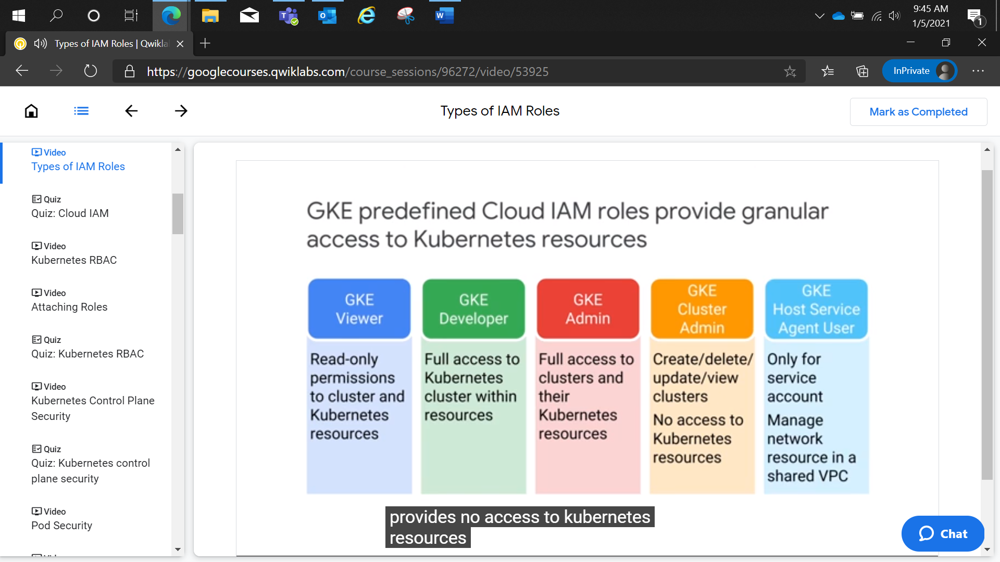 9:45 AM
1/5/2021
1
Types of IAM Roles | Qwikla
https://googlecourses.qwiklabs.com/course_sessions/96272/video/53925
InPrivate
Types of IAM Roles
Mark as Completed
Video
Types of IAM Roles
Quiz
Quiz: Cloud IAM
Video
Kubernetes RBAC
Video
Attaching Roles
Quiz
Quiz: Kubernetes RBAC
Video
Kubernetes Control Plane
Security
Quiz
Quiz: Kubernetes control
plane security
Video
Pod Security
GKE predefined Cloud IAM roles provide granular
access to Kubernetes resources
GKE
Viewer
Read-only
permissions
to cluster and
Kubernetes
resources
GKE
Developer
Full access to
Kubernetes
cluster within
resources
GKE
Admin
Full access to
clusters and
their
Kubernetes
resources
GKE
Cluster
Admin
Create/delete/
update/view
clusters
No access to
Kubernetes
resources
GKE
Host Service
Agent User
Only for
service
account
Manage
network
resource in a
shared VPC
provides no access to kubernetes
resources
Chat